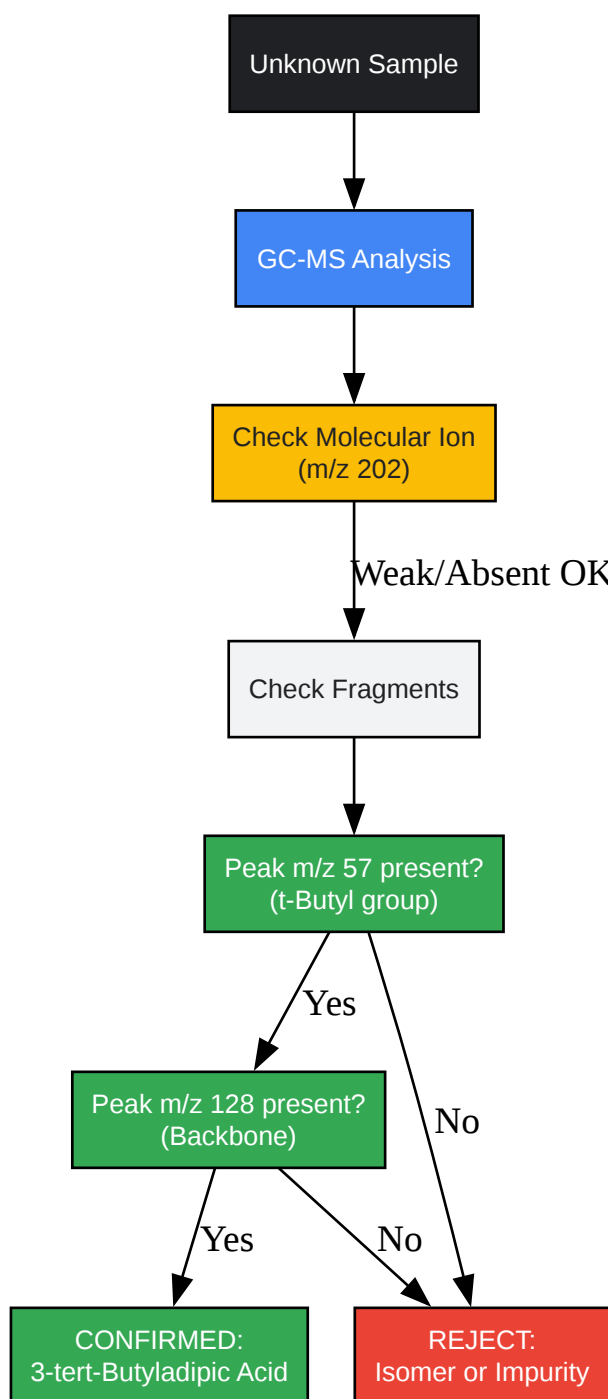 Unknown Sample
GC-MS Analysis
Check Molecular Ion
(m/z 202)
Weak/Absent OK
Check Fragments
Peak m/z 57 present?
(t-Butyl group)
Yes
Peak m/z 128 present?
(Backbone)
No
Yes
No
CONFIRMED:
3-tert-Butyladipic Acid
REJECT:
Isomer or Impurity